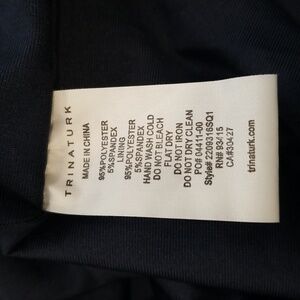 TRINATURK
MADE IN CHINA
95%POLYESTER
5%SPANDEX
LINING
95%POLYESTER
5%SPANDEX
HAND WASH COLD
DO NOT BLEACH
FLAT DRY
DO NOT IRON
DO NOT DRY CLEAN
PO# 04411-00
Style# 2209316SQ1
RN# 93415
CA#30427
trinaturk.com